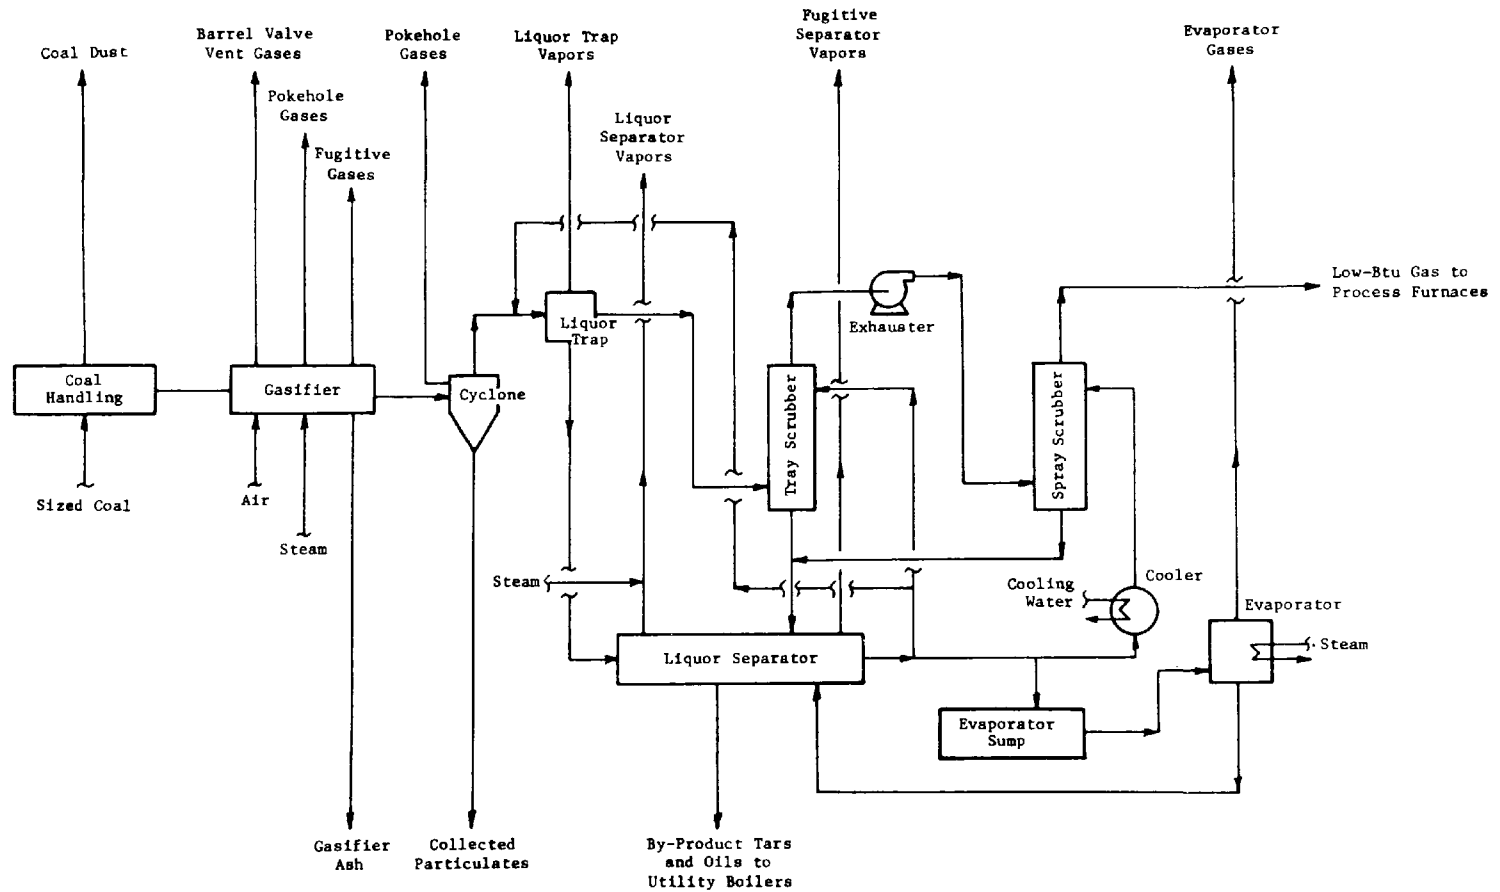 Coal Dust
Barrel Valve
Vent Gases
Pokehole
Gases
Fugitive
Gases
Pokehole
Gases
Liquor Trap
Vapors
Liquor
Separator
Vapors
Fugitive
Separator
Vapors
Evaporator
Gases
Low-Btu Gas to
Process Furnaces
Exhauster
Liquor
Trap
Coal
Handling
Gasifier
Cyclone
Tray Scrubber
Spray Scrubber
Sized Coal
Air
Steam
Steam
Cooling
Water
Cooler
Evaporator
Steam
Liquor Separator
Evaporator
Sump
Gasifier
Ash
Collected
Particulates
By-Product Tars
and Oils to
Utility Boilers